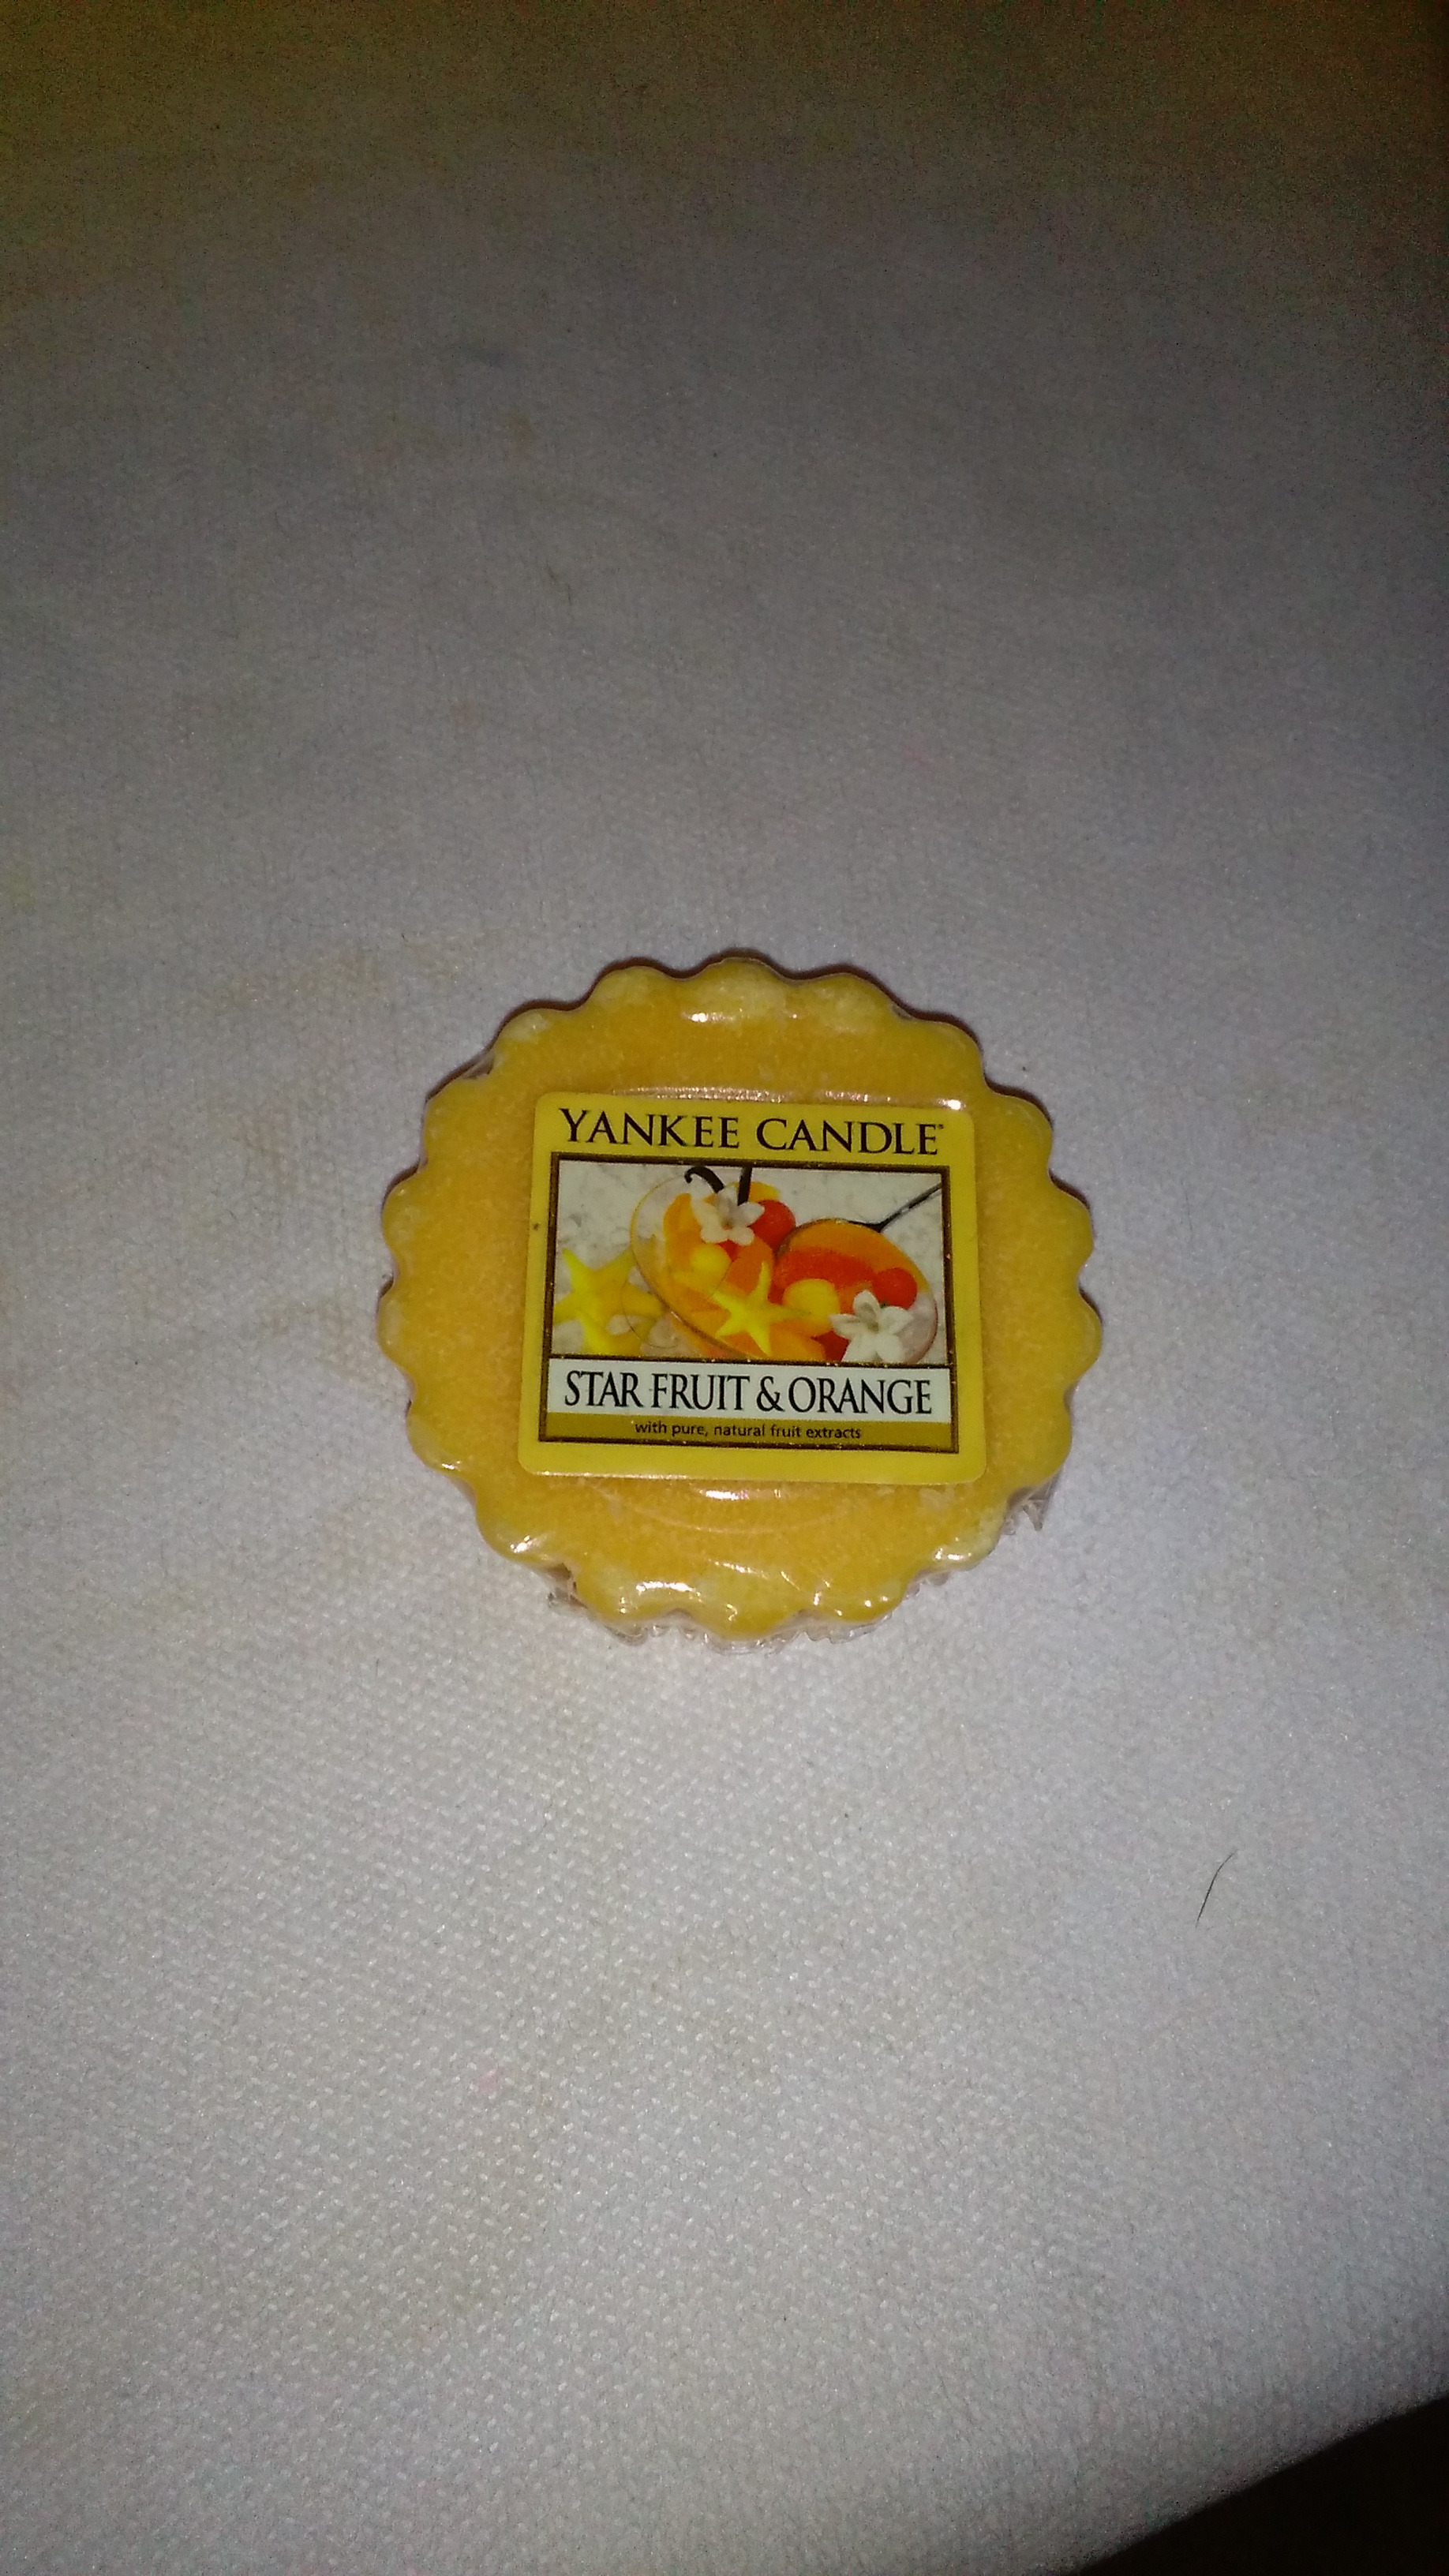 YANKEE CANDLE®
STAR FRUIT & ORANGE
with pure, natural fruit extracts